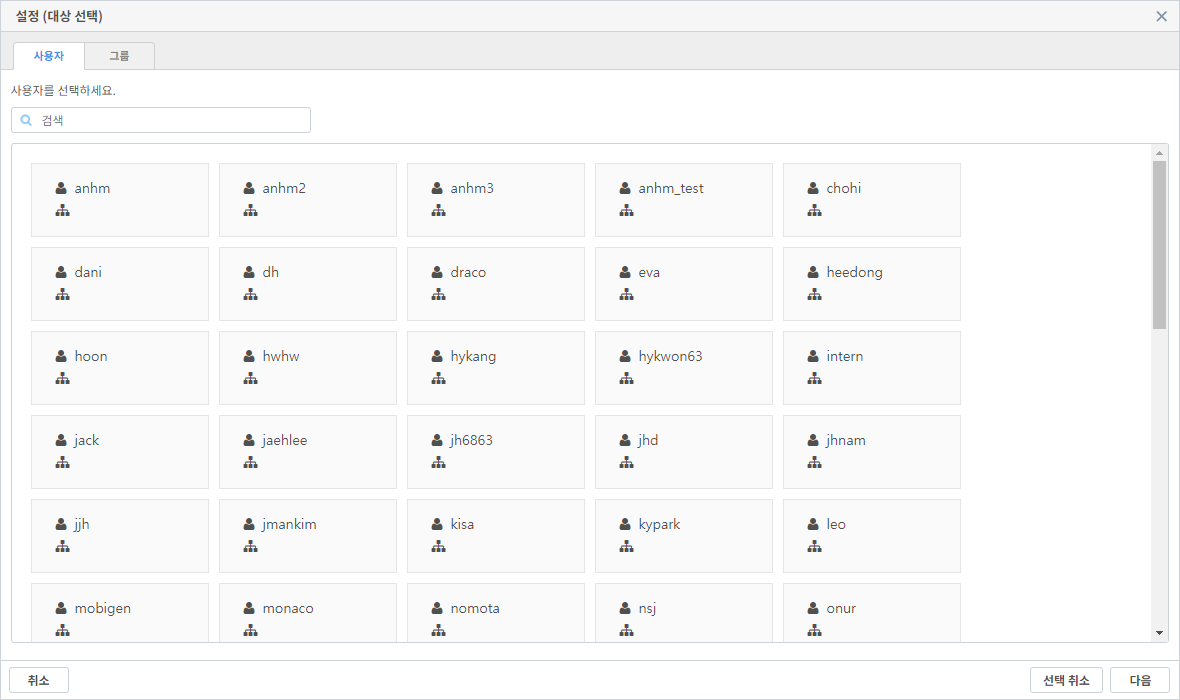 설정 (대상 선택)
사용자 그룹
사용자를 선택하세요.
검색
anhm anhm2 anhm3 anhm_test chohi
dani dh draco eva heedong
hoon hwhw hykang hykwon63 intern
jack jaehlee jh6863 jhd jhnam
jjh jmankim kisa kypark leo
mobigen monaco nomota nsj onur
취소 선택 취소 다음